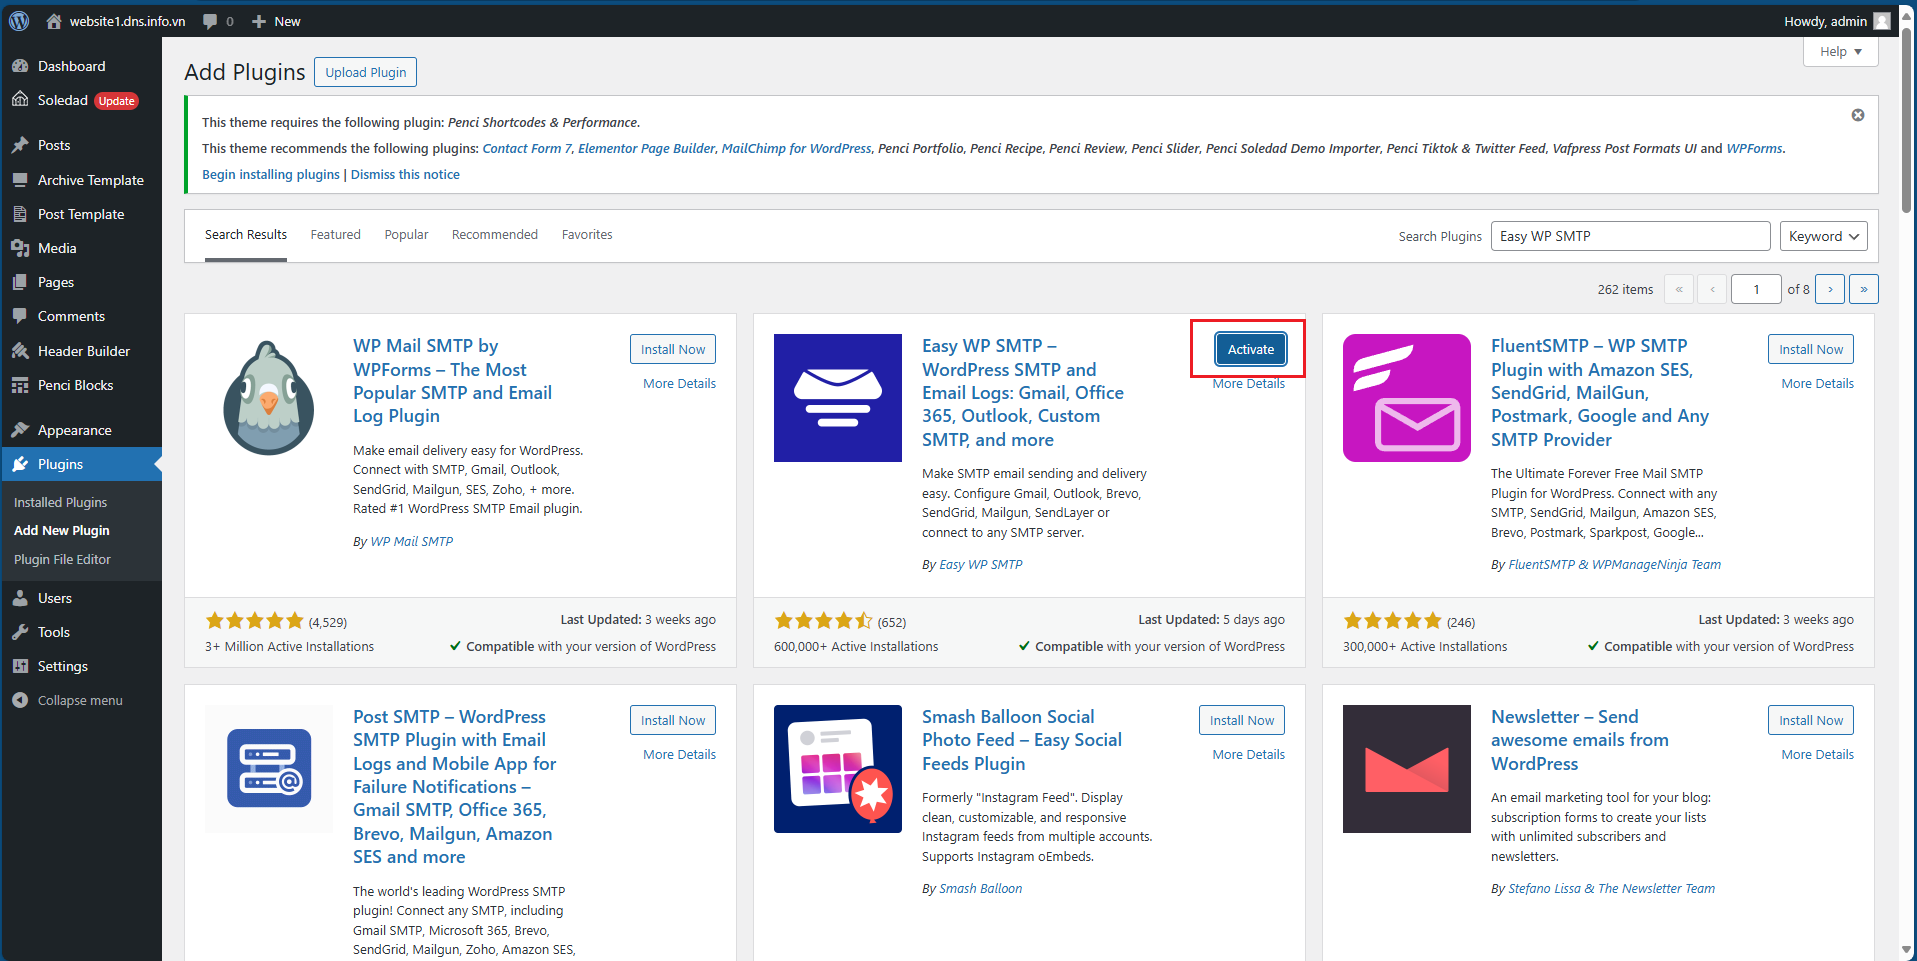 website1.dns.info.vn 0 New Howdy, admin
Dashboard
Soledad Update
Posts
Archive Template
Post Template
Media
Pages
Comments
Header Builder
Penci Blocks
Appearance
Plugins
Installed Plugins
Add New Plugin
Plugin File Editor
Users
Tools
Settings
Collapse menu
Help
Add Plugins Upload Plugin
This theme requires the following plugin: Penci Shortcodes & Performance.
This theme recommends the following plugins: Contact Form 7, Elementor Page Builder, MailChimp for WordPress, Penci Portfolio, Penci Recipe, Penci Review, Penci Slider, Penci Soledad Demo Importer, Penci Tiktok & Twitter Feed, Vafpress Post Formats UI and WPForms.
Begin installing plugins | Dismiss this notice
Search Results Featured Popular Recommended Favorites Search Plugins Easy WP SMTP Keyword
262 items « ‹ 1 of 8 › »
WP Mail SMTP by
WPForms – The Most
Popular SMTP and Email
Log Plugin
Install Now
More Details
Make email delivery easy for WordPress.
Connect with SMTP, Gmail, Outlook,
SendGrid, Mailgun, SES, Zoho, + more.
Rated #1 WordPress SMTP Email plugin.
By WP Mail SMTP
(4,529)
Last Updated: 3 weeks ago
3+ Million Active Installations
Compatible with your version of WordPress
Easy WP SMTP –
WordPress SMTP and
Email Logs: Gmail, Office
365, Outlook, Custom
SMTP, and more
Activate
More Details
Make SMTP email sending and delivery
easy. Configure Gmail, Outlook, Brevo,
SendGrid, Mailgun, SendLayer or
connect to any SMTP server.
By Easy WP SMTP
(652)
Last Updated: 5 days ago
600,000+ Active Installations
Compatible with your version of WordPress
FluentSMTP – WP SMTP
Plugin with Amazon SES,
SendGrid, MailGun,
Postmark, Google and Any
SMTP Provider
Install Now
More Details
The Ultimate Forever Free Mail SMTP
Plugin for WordPress. Connect with any
SMTP, SendGrid, Mailgun, Amazon SES,
Brevo, Postmark, Sparkpost, Google...
By FluentSMTP & WPManageNinja Team
(246)
Last Updated: 3 weeks ago
300,000+ Active Installations
Compatible with your version of WordPress
Post SMTP – WordPress
SMTP Plugin with Email
Logs and Mobile App for
Failure Notifications –
Gmail SMTP, Office 365,
Brevo, Mailgun, Amazon
SES and more
Install Now
More Details
The world's leading WordPress SMTP
plugin! Connect any SMTP, including
Gmail SMTP, Microsoft 365, Brevo,
SendGrid, Mailgun, Zoho, Amazon SES,
Smash Balloon Social
Photo Feed – Easy Social
Feeds Plugin
Install Now
More Details
Formerly "Instagram Feed". Display
clean, customizable, and responsive
Instagram feeds from multiple accounts.
Supports Instagram oEmbeds.
By Smash Balloon
Newsletter – Send
awesome emails from
WordPress
Install Now
More Details
An email marketing tool for your blog:
subscription forms to create your lists
with unlimited subscribers and
newsletters.
By Stefano Lissa & The Newsletter Team